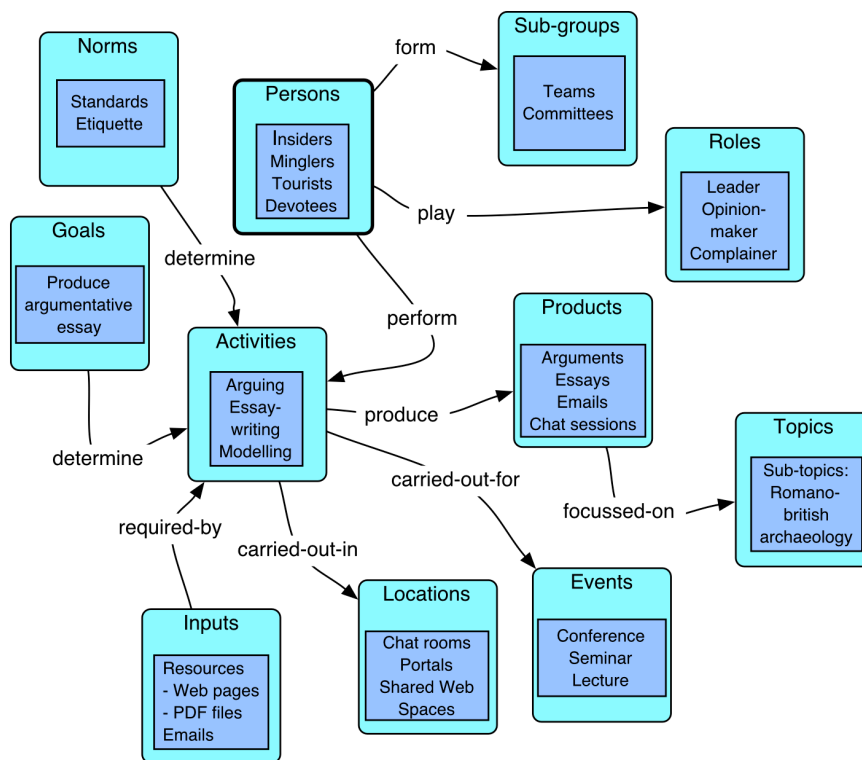 Norms
Standards
Etiquette
Persons
Insiders
Minglers
Tourists
Devotees
form
Sub-groups
Teams
Committees
Roles
Leader
Opinion-
maker
Complainer
play
Goals
Produce
argumentative
essay
determine
perform
Activities
Arguing
Essay-
writing
Modelling
determine
produce
Products
Arguments
Essays
Emails
Chat sessions
Topics
Sub-topics:
Romano-
british
archaeology
carried-out-for
focussed-on
required-by
carried-out-in
Inputs
Resources
- Web pages
- PDF files
Emails
Locations
Chat rooms
Portals
Shared Web
Spaces
Events
Conference
Seminar
Lecture